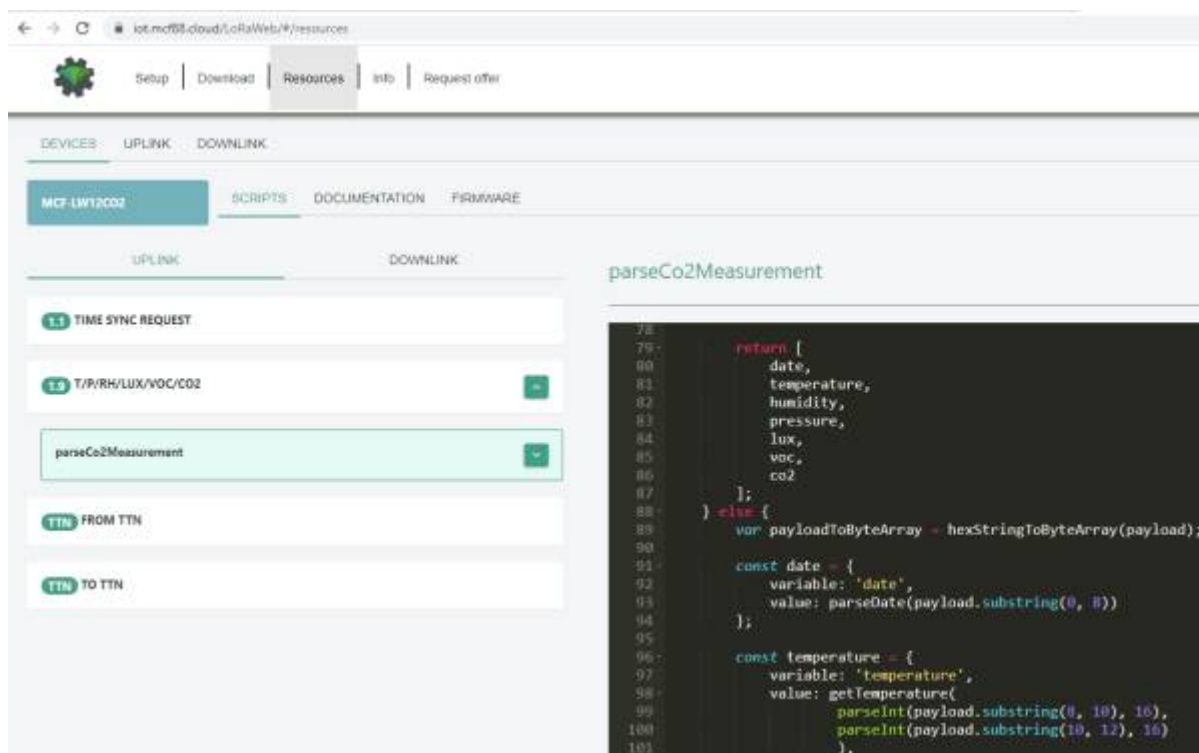 iot.mcf88.cloud/LoRaWeb/#/resources
Setup Download Resources Info Request offer
DEVICES UPLINK DOWNLINK
MCF-LW12CO2 SCRIPTS DOCUMENTATION FIRMWARE
UPLINK DOWNLINK
1.1 TIME SYNC REQUEST
1.9 T/P/RH/LUX/VOC/CO2
parseCo2Measurement
TTN FROM TTN
TTN TO TTN
parseCo2Measurement
78
79 return [
80 date,
81 temperature,
82 humidity,
83 pressure,
84 lux,
85 voc,
86 co2
87 ];
88 } else {
89 var payloadToByteArray = hexStringToByteArray(payload);
90
91 const date = {
92 variable: 'date',
93 value: parseDate(payload.substring(0, 8))
94 };
95
96 const temperature = {
97 variable: 'temperature',
98 value: getTemperature(
99 parseInt(payload.substring(8, 10), 16),
100 parseInt(payload.substring(10, 12), 16)
101 ),